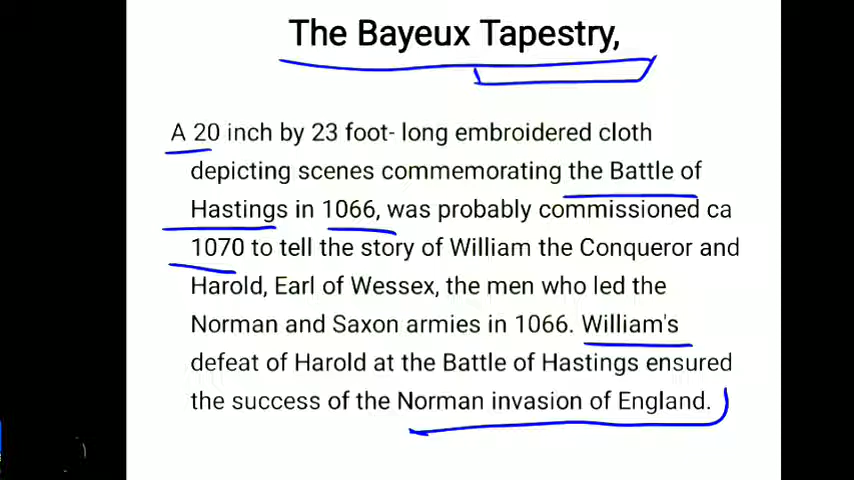 The Bayeux Tapestry,
A 20 inch by 23 foot- long embroidered cloth
depicting scenes commemorating the Battle of
Hastings in 1066, was probably commissioned ca
1070 to tell the story of William the Conqueror and
Harold, Earl of Wessex, the men who led the
Norman and Saxon armies in 1066. William's
defeat of Harold at the Battle of Hastings ensured
the success of the Norman invasion of England.